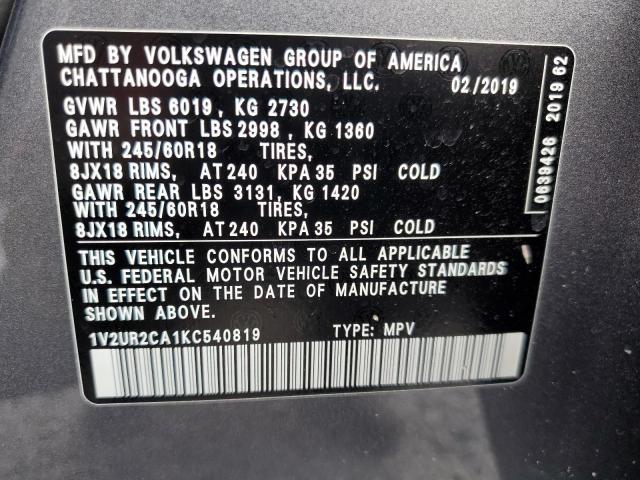 MFD BY VOLKSWAGEN GROUP OF AMERICA
CHATTANOOGA OPERATIONS, LLC. 02/2019
GVWR LBS 6019, KG 2730
GAWR FRONT LBS 2998, KG 1360
WITH 245/60R18 TIRES,
8JX18 RIMS, AT 240 KPA 35 PSI COLD
GAWR REAR LBS 3131, KG 1420
WITH 245/60R18 TIRES,
8JX18 RIMS, AT 240 KPA 35 PSI COLD
THIS VEHICLE CONFORMS TO ALL APPLICABLE
U.S. FEDERAL MOTOR VEHICLE SAFETY STANDARDS
IN EFFECT ON THE DATE OF MANUFACTURE
SHOWN ABOVE.
1V2UR2CA1KC540819 TYPE: MPV
0639426 2019 62